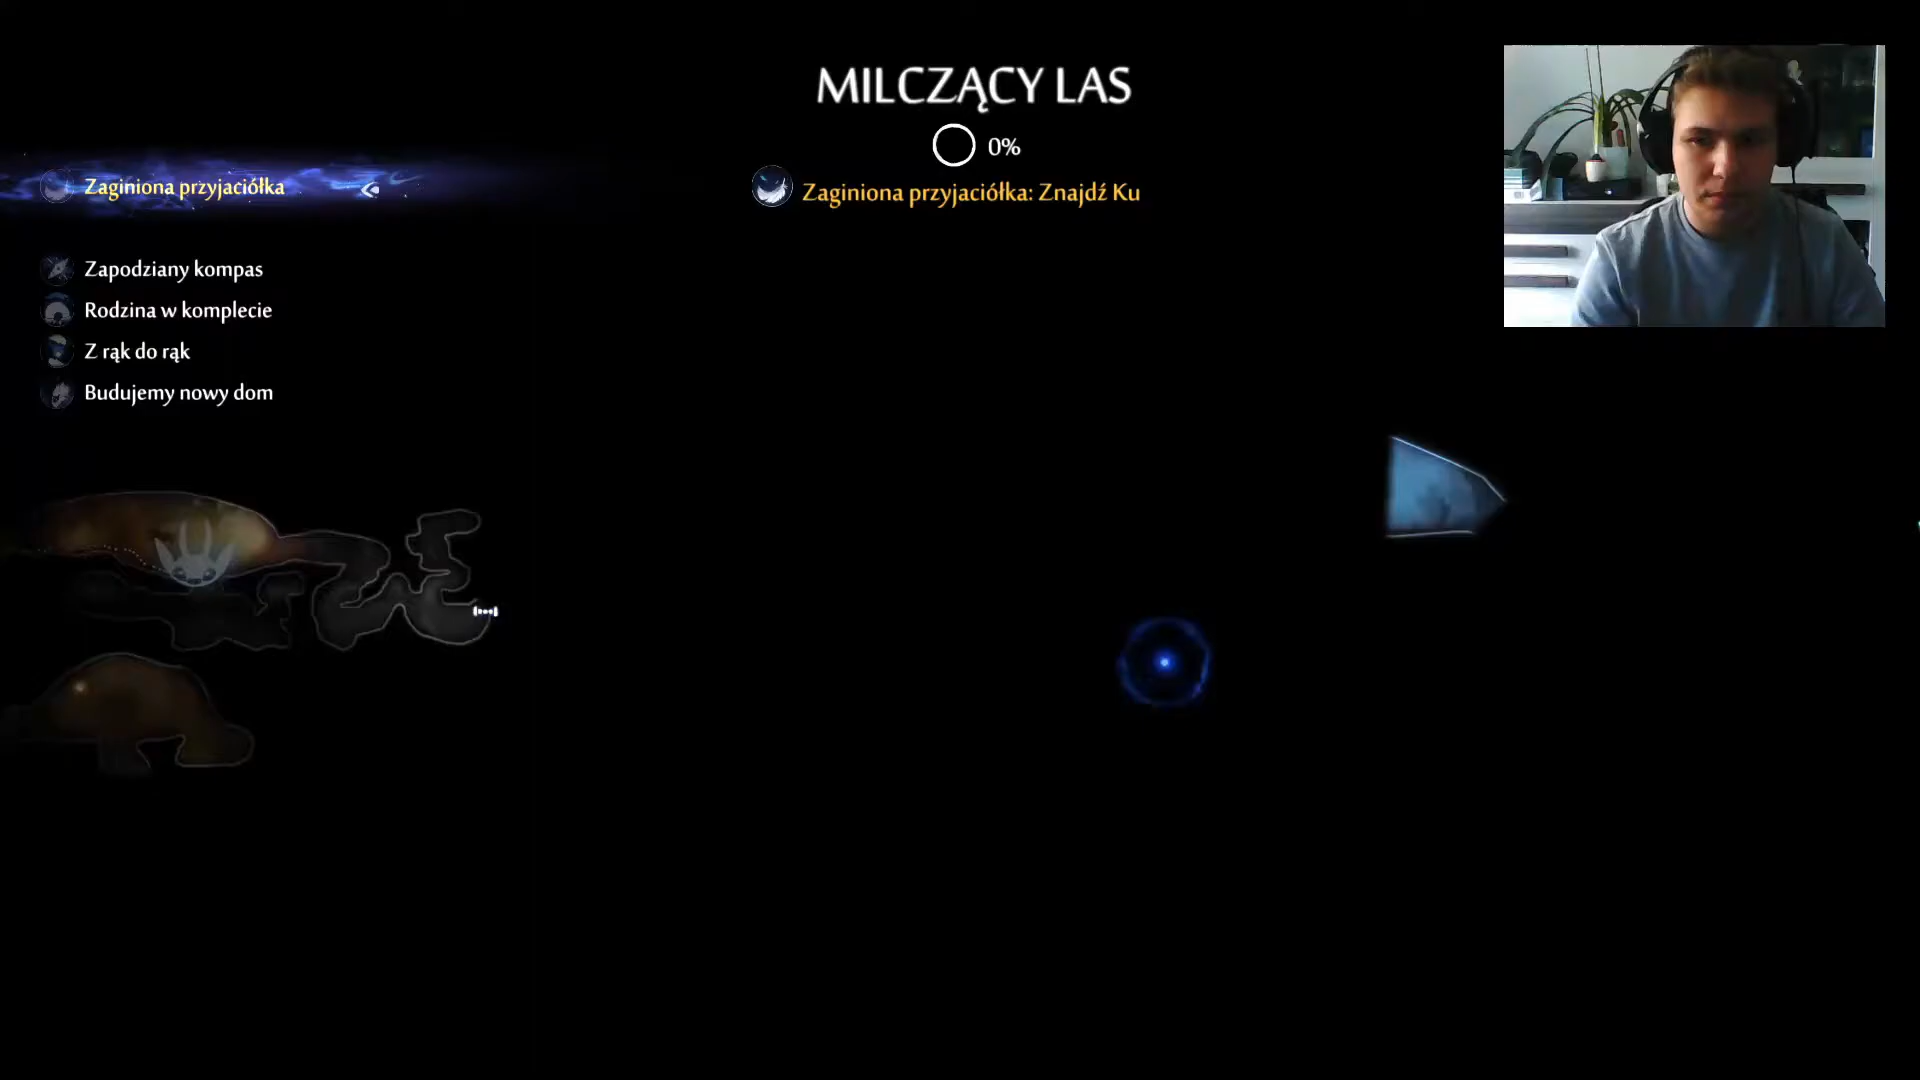 MILCZĄCY LAS
0%
Zaginiona przyjaciółka: Znajdź Ku
Zaginiona przyjaciółka
Zapodziany kompas
Rodzina w komplecie
Z rąk do rąk
Budujemy nowy dom